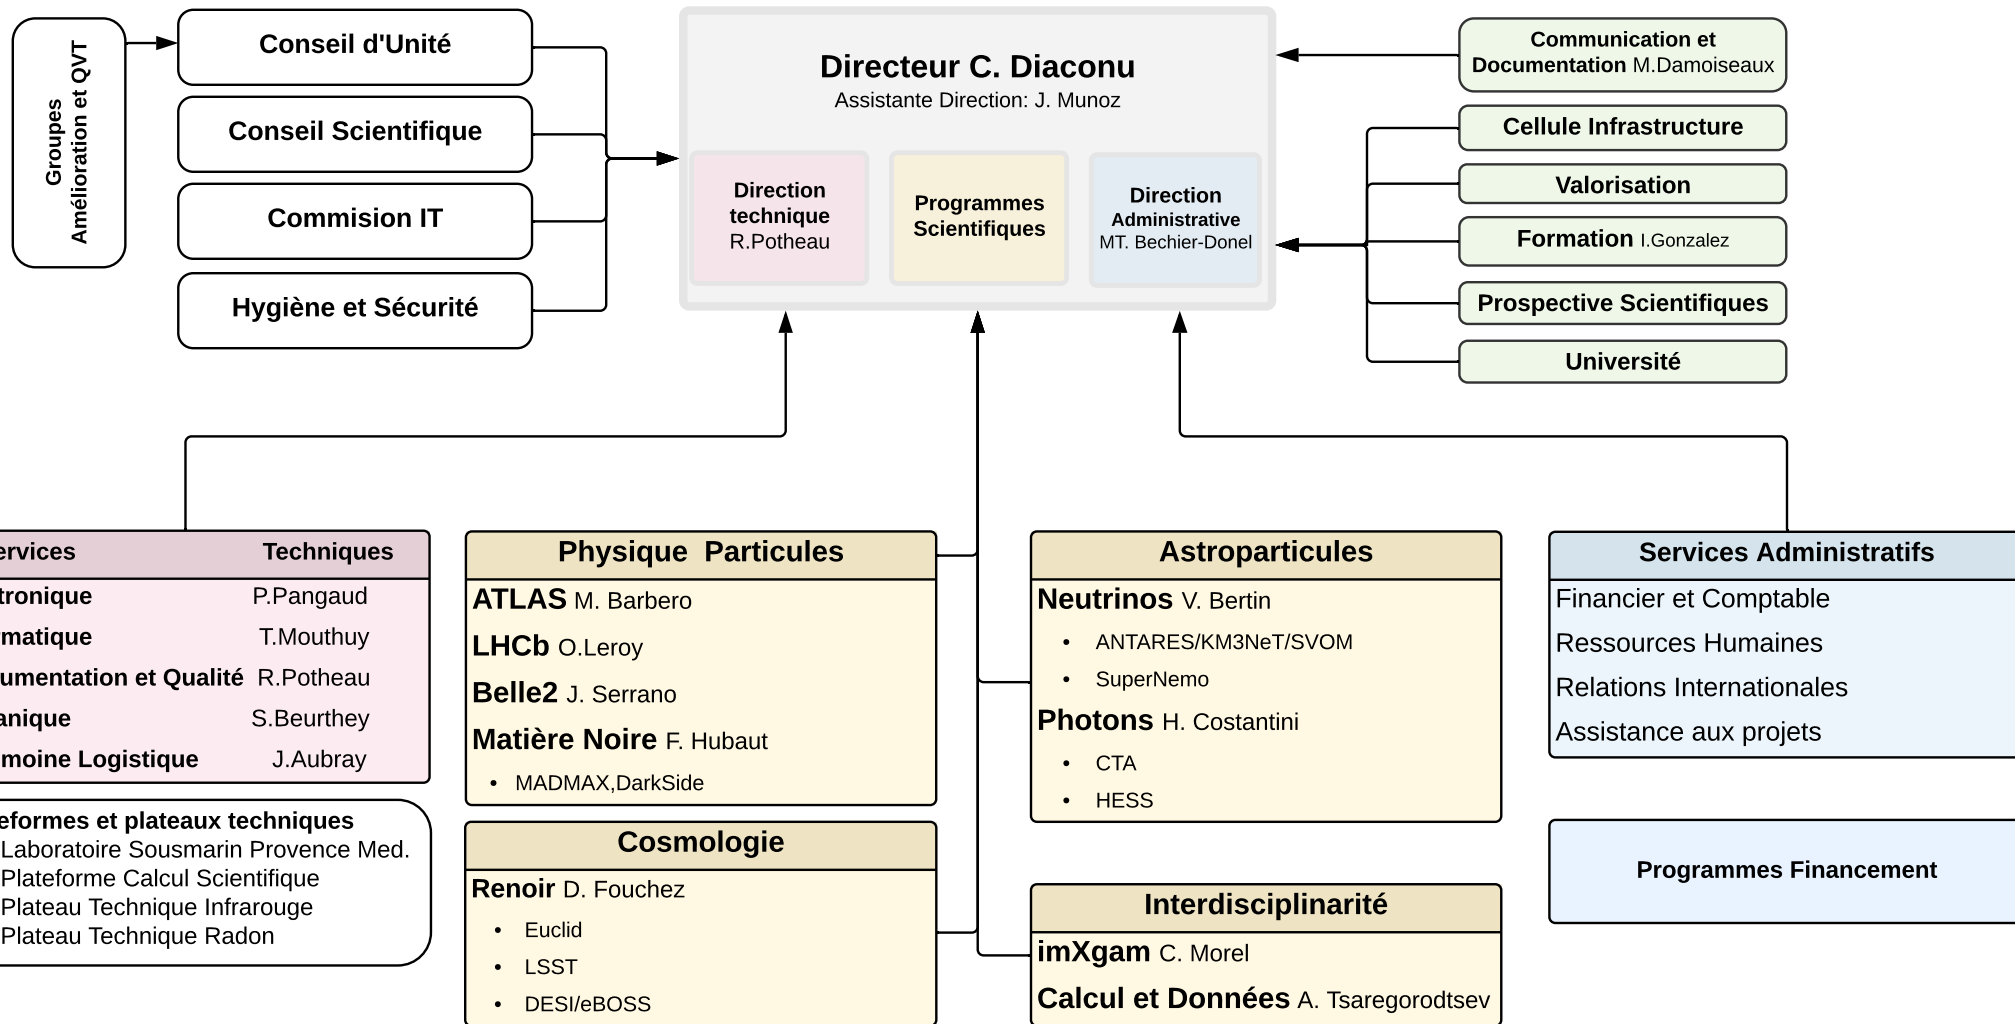 Groupes
Amélioration et QVT
Conseil d'Unité
Conseil Scientifique
Commision IT
Hygiène et Sécurité
Directeur C. Diaconu
Assistante Direction: J. Munoz
Direction
technique
R.Potheau
Programmes
Scientifiques
Direction
Administrative
MT. Bechier-Donel
Communication et
Documentation M.Damoiseaux
Cellule Infrastructure
Valorisation
Formation I.Gonzalez
Prospective Scientifiques
Université
ervices Techniques
tronique P.Pangaud
rmatique T.Mouthuy
umentation et Qualité R.Potheau
anique S.Beurthey
moine Logistique J.Aubray
eformes et plateaux techniques
Laboratoire Sousmarin Provence Med.
Plateforme Calcul Scientifique
Plateau Technique Infrarouge
Plateau Technique Radon
Physique Particules
ATLAS M. Barbero
LHCb O.Leroy
Belle2 J. Serrano
Matière Noire F. Hubaut
• MADMAX,DarkSide
Cosmologie
Renoir D. Fouchez
• Euclid
• LSST
• DESI/eBOSS
Astroparticules
Neutrinos V. Bertin
• ANTARES/KM3NeT/SVOM
• SuperNemo
Photons H. Costantini
• CTA
• HESS
Interdisciplinarité
imXgam C. Morel
Calcul et Données A. Tsaregorodtsev
Services Administratifs
Financier et Comptable
Ressources Humaines
Relations Internationales
Assistance aux projets
Programmes Financement